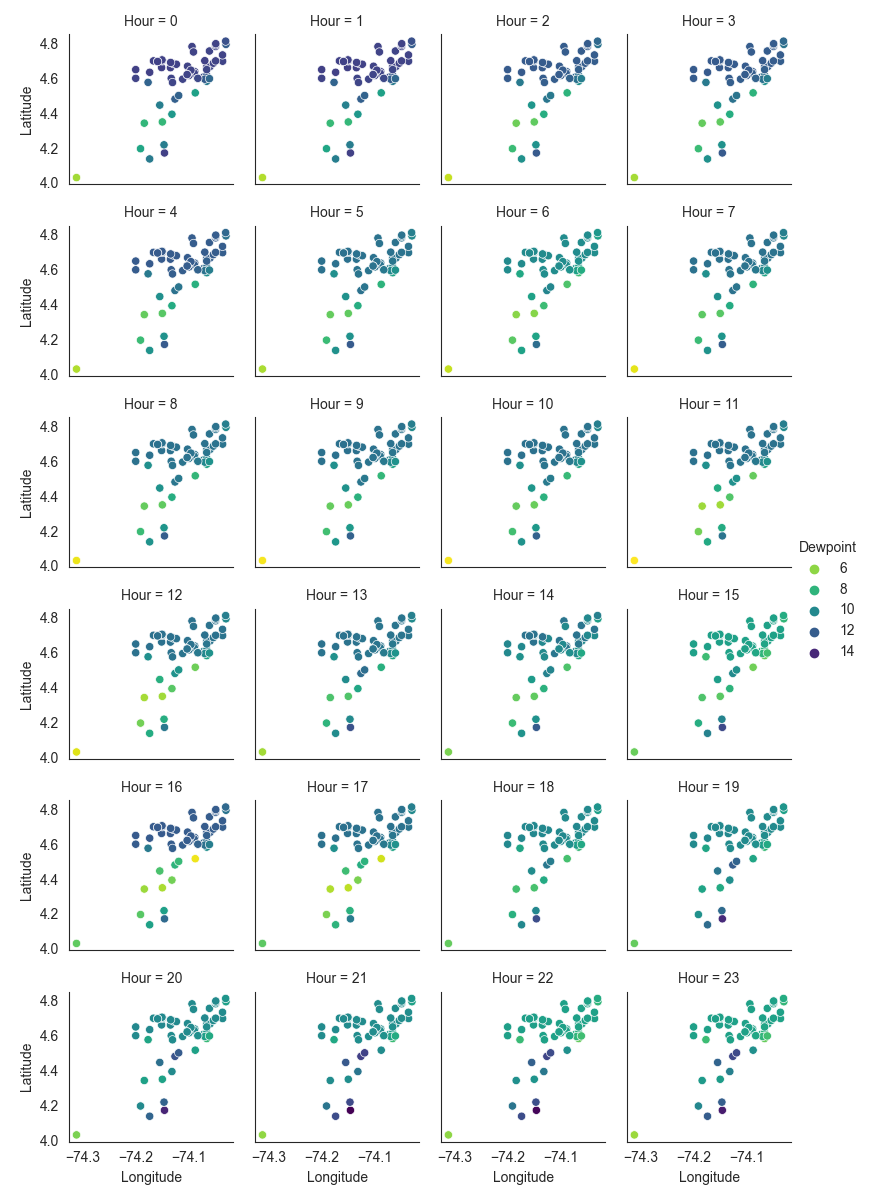 Hour = 0 Hour = 1 Hour = 2 Hour = 3
4.8
4.6
4.4
4.2
4.0
Latitude
Hour = 4 Hour = 5 Hour = 6 Hour = 7
4.8
4.6
4.4
4.2
4.0
Latitude
Hour = 8 Hour = 9 Hour = 10 Hour = 11
4.8
4.6
4.4
4.2
4.0
Latitude
Dewpoint
6
8
10
12
14
Hour = 12 Hour = 13 Hour = 14 Hour = 15
4.8
4.6
4.4
4.2
4.0
Latitude
Hour = 16 Hour = 17 Hour = 18 Hour = 19
4.8
4.6
4.4
4.2
4.0
Latitude
Hour = 20 Hour = 21 Hour = 22 Hour = 23
4.8
4.6
4.4
4.2
4.0
Latitude
−74.3 −74.2 −74.1 −74.3 −74.2 −74.1 −74.3 −74.2 −74.1 −74.3 −74.2 −74.1
Longitude Longitude Longitude Longitude